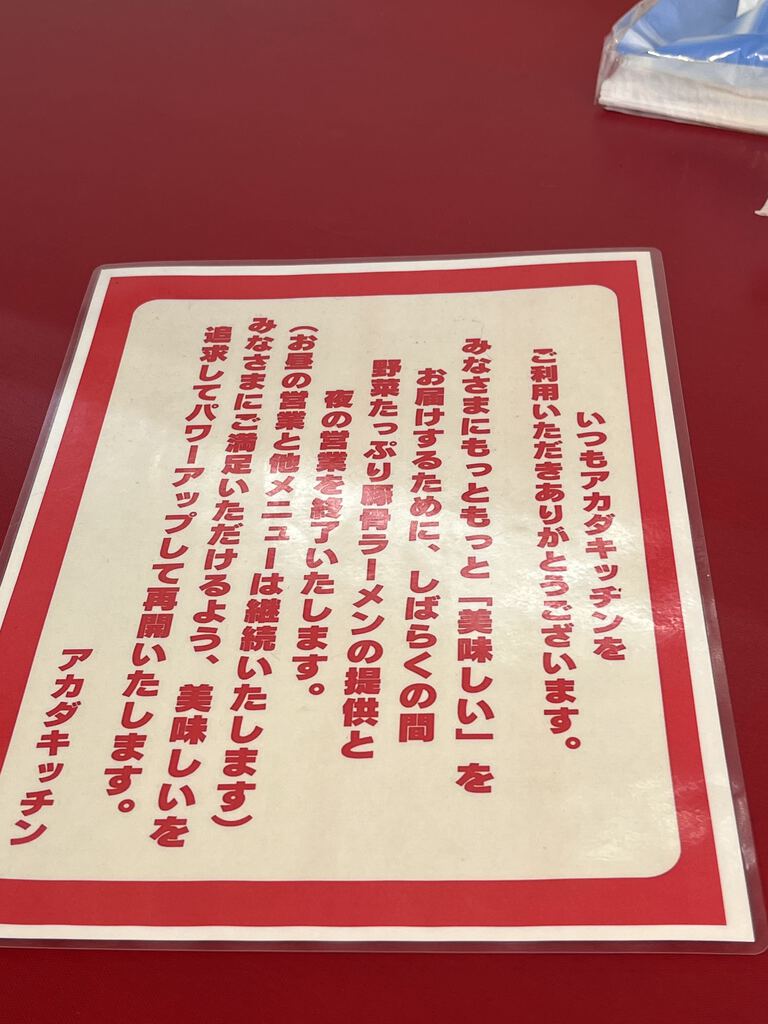 いつもアカダキッチンを
ご利用いただきありがとうございます。
みなさまにもっともっと「美味しい」を
お届けするために、しばらくの間
野菜たっぷり豚骨ラーメンの提供と
夜の営業を終了いたします。
(お昼の営業と他メニューは継続いたします)
みなさまにご満足いただけるよう、美味しいを
追求してパワーアップして再開いたします。
アカダキッチン